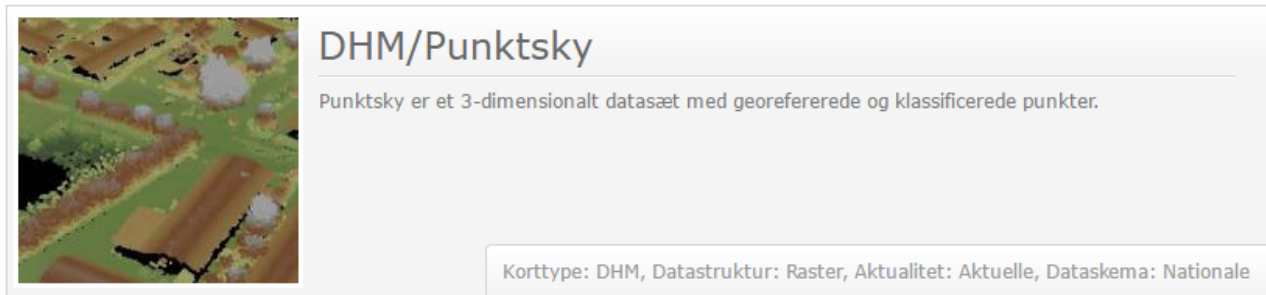 DHM/Punktsky
Punktsky er et 3-dimensionalt datasæt med georefererede og klassificerede punkter.
Korttype: DHM, Datastruktur: Raster, Aktualitet: Aktuelle, Dataskema: Nationale